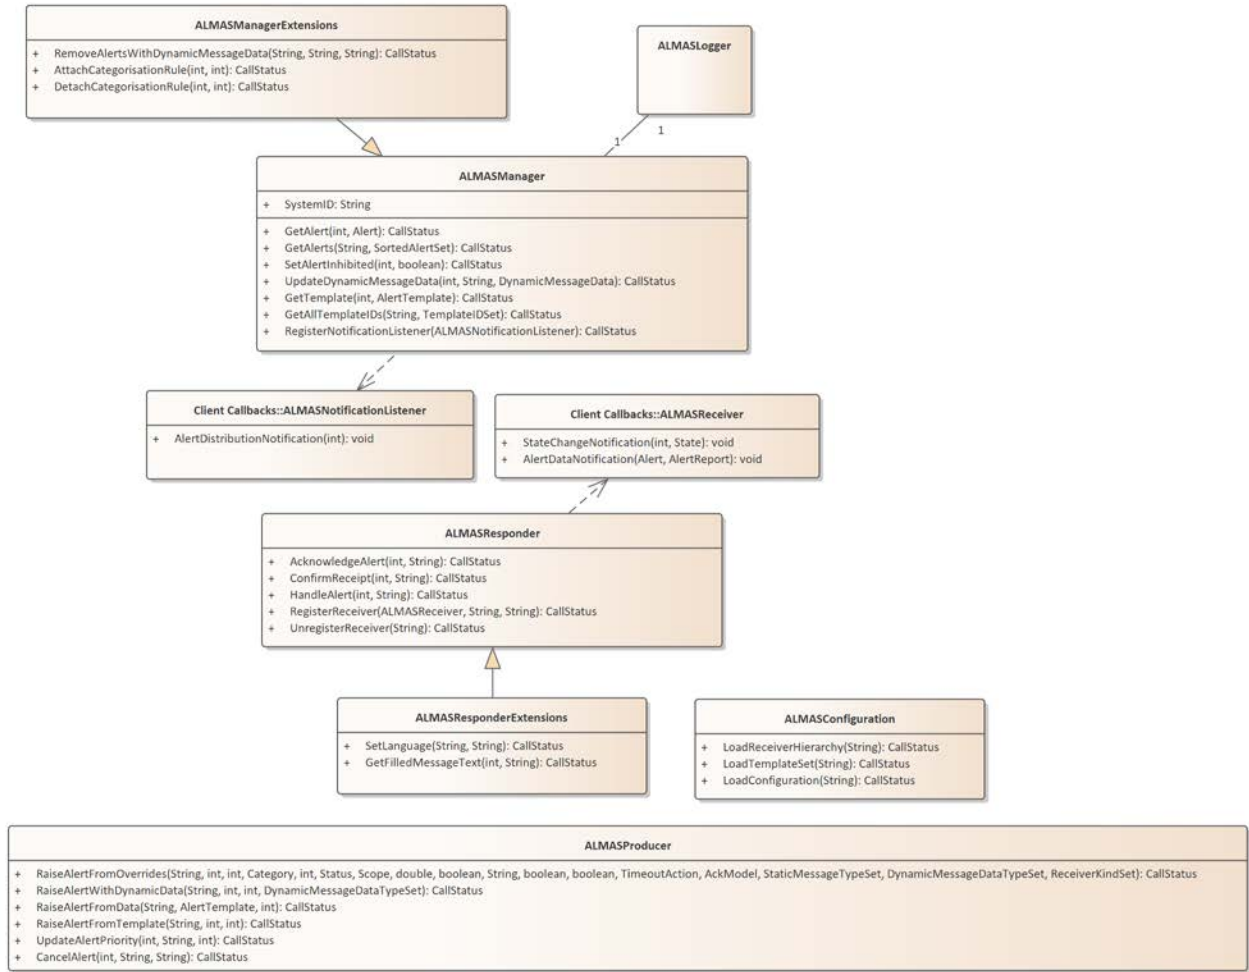 ALMASManagerExtensions
+ RemoveAlertsWithDynamicMessageData(String, String, String): CallStatus
+ AttachCategorisationRule(int, int): CallStatus
+ DetachCategorisationRule(int, int): CallStatus
ALMASLogger
1
1
ALMASManager
+ SystemID: String
+ GetAlert(int, Alert): CallStatus
+ GetAlerts(String, SortedAlertSet): CallStatus
+ SetAlertInhibited(int, boolean): CallStatus
+ UpdateDynamicMessageData(int, String, DynamicMessageData): CallStatus
+ GetTemplate(int, AlertTemplate): CallStatus
+ GetAllTemplateIDs(String, TemplateIDSet): CallStatus
+ RegisterNotificationListener(ALMASNotificationListener): CallStatus
Client Callbacks::ALMASNotificationListener
+ AlertDistributionNotification(int): void
Client Callbacks::ALMASReceiver
+ StateChangeNotification(int, State): void
+ AlertDataNotification(Alert, AlertReport): void
ALMASResponder
+ AcknowledgeAlert(int, String): CallStatus
+ ConfirmReceipt(int, String): CallStatus
+ HandleAlert(int, String): CallStatus
+ RegisterReceiver(ALMASReceiver, String, String): CallStatus
+ UnregisterReceiver(String): CallStatus
ALMASResponderExtensions
+ SetLanguage(String, String): CallStatus
+ GetFilledMessageText(int, String): CallStatus
ALMASConfiguration
+ LoadReceiverHierarchy(String): CallStatus
+ LoadTemplateSet(String): CallStatus
+ LoadConfiguration(String): CallStatus
ALMASProducer
+ RaiseAlertFromOverrides(String, int, int, Category, int, Status, Scope, double, boolean, String, boolean, boolean, TimeoutAction, AckModel, StaticMessageTypeSet, DynamicMessageDataTypeSet, ReceiverKindSet): CallStatus
+ RaiseAlertWithDynamicData(String, int, int, DynamicMessageDataTypeSet): CallStatus
+ RaiseAlertFromData(String, AlertTemplate, int): CallStatus
+ RaiseAlertFromTemplate(String, int, int): CallStatus
+ UpdateAlertPriority(int, String, int): CallStatus
+ CancelAlert(int, String, String): CallStatus